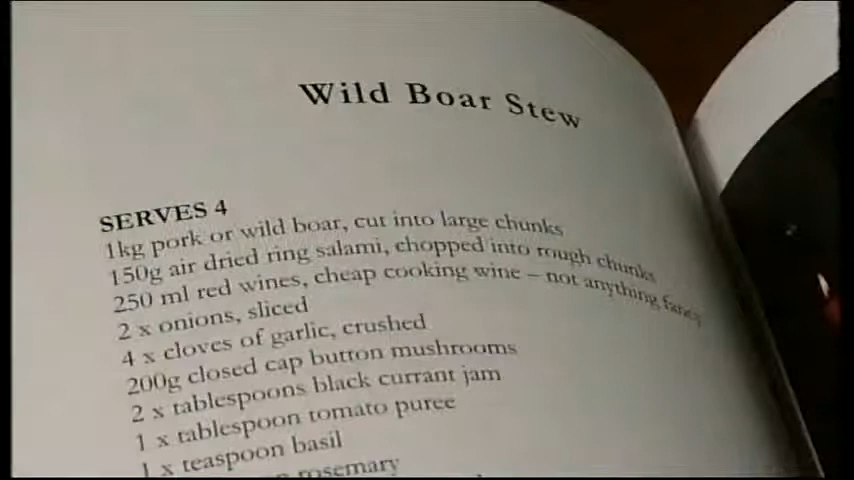 Wild Boar Stew
SERVES 4
1kg pork or wild boar, cut into large chunks
150g air dried ring salami, chopped into rough chunks
250 ml red wines, cheap cooking wine – not anything fancy
2 x onions, sliced
4 x cloves of garlic, crushed
200g closed cap button mushrooms
2 x tablespoons black currant jam
1 x tablespoon tomato puree
1 x teaspoon basil
rosemary